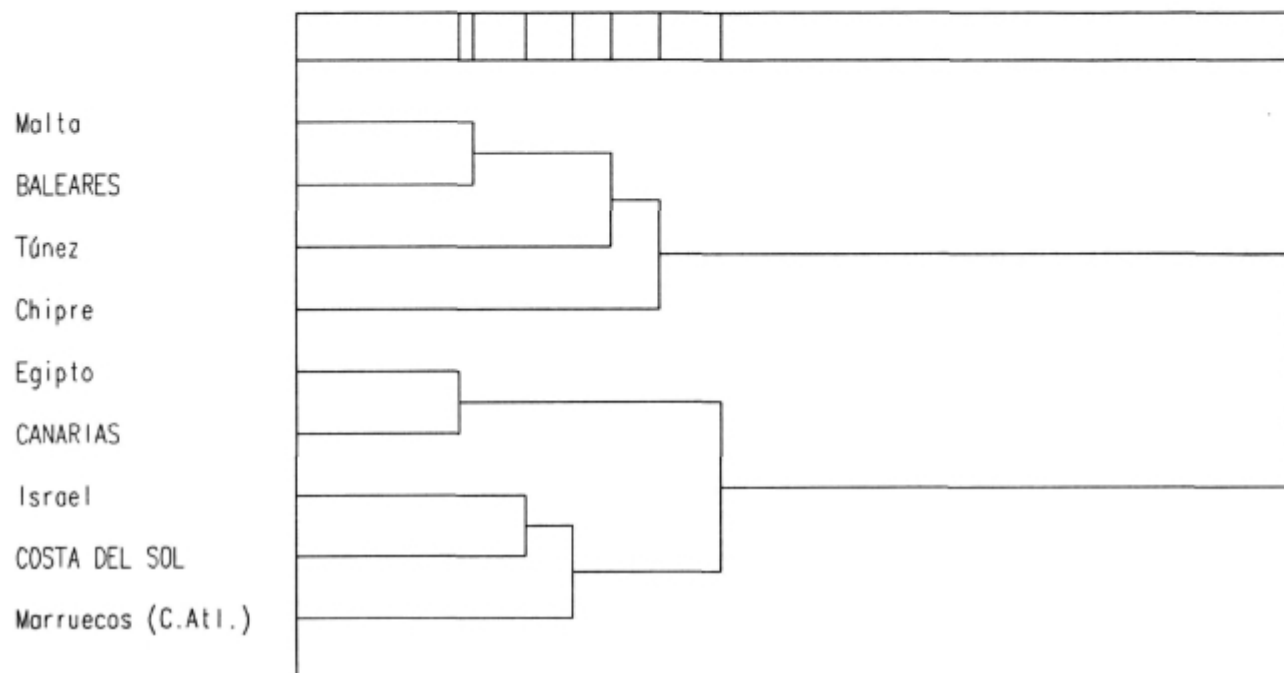 Malta
BALEARES
Túnez
Chipre
Egipto
CANARIAS
Israel
COSTA DEL SOL
Marruecos (C.Atl.)